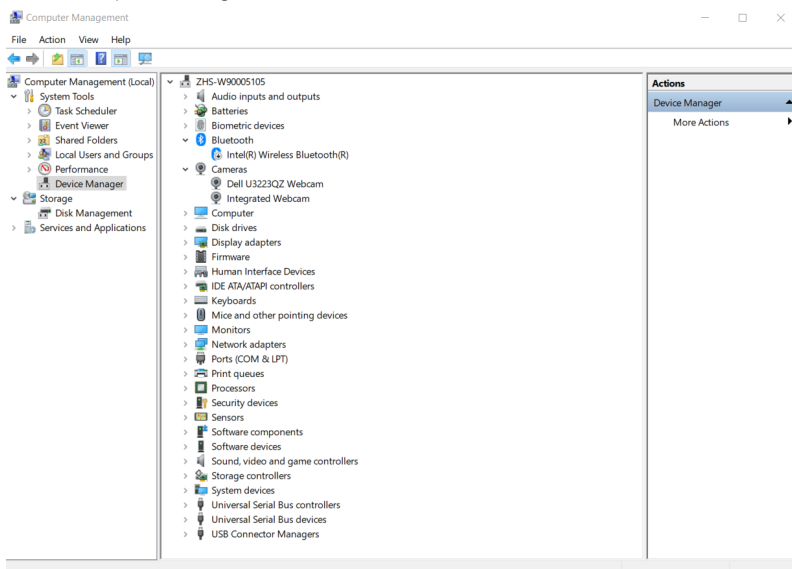 Computer Management
File Action View Help
Computer Management (Local)
System Tools
Task Scheduler
Event Viewer
Shared Folders
Local Users and Groups
Performance
Device Manager
Storage
Disk Management
Services and Applications
ZHS-W90005105
Audio inputs and outputs
Batteries
Biometric devices
Bluetooth
Intel(R) Wireless Bluetooth(R)
Cameras
Dell U3223QZ Webcam
Integrated Webcam
Computer
Disk drives
Display adapters
Firmware
Human Interface Devices
IDE ATA/ATAPI controllers
Keyboards
Mice and other pointing devices
Monitors
Network adapters
Ports (COM & LPT)
Print queues
Processors
Security devices
Sensors
Software components
Software devices
Sound, video and game controllers
Storage controllers
System devices
Universal Serial Bus controllers
Universal Serial Bus devices
USB Connector Managers
Actions
Device Manager
More Actions